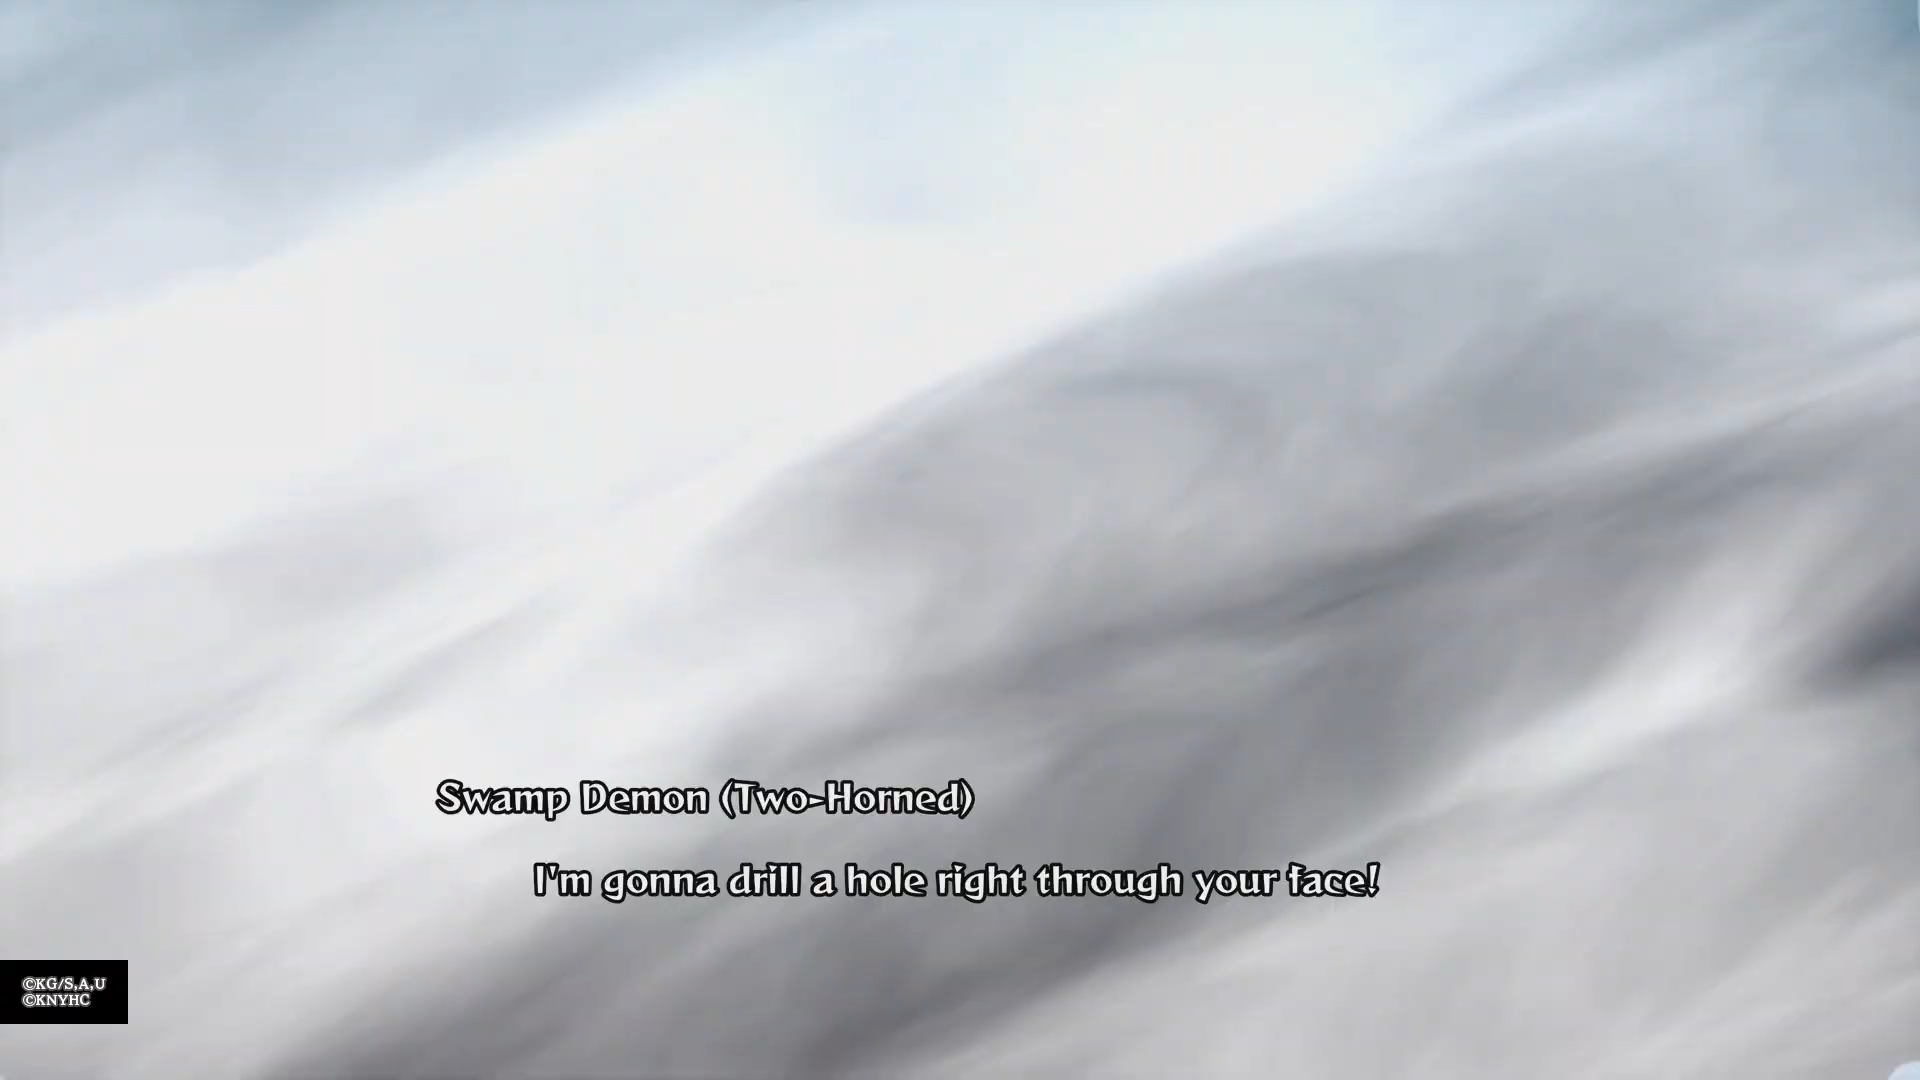 Swamp Demon (Two-Horned)
I'm gonna drill a hole right through your face!
©KG/S,A,U
©KNYHC